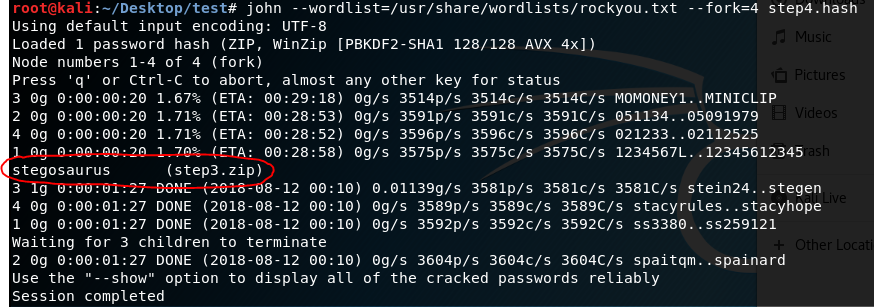 root@kali:~/Desktop/test# john --wordlist=/usr/share/wordlists/rockyou.txt --fork=4 step4.hash
Using default input encoding: UTF-8
Loaded 1 password hash (ZIP, WinZip [PBKDF2-SHA1 128/128 AVX 4x])
Node numbers 1-4 of 4 (fork)
Press 'q' or Ctrl-C to abort, almost any other key for status
3 0g 0:00:00:20 1.67% (ETA: 00:29:18) 0g/s 3514p/s 3514c/s 3514C/s MOMONEY1..MINICLIP
2 0g 0:00:00:20 1.71% (ETA: 00:28:53) 0g/s 3591p/s 3591c/s 3591C/s 051134..05091979
4 0g 0:00:00:20 1.71% (ETA: 00:28:52) 0g/s 3596p/s 3596c/s 3596C/s 021233..02112525
1 0g 0:00:00:20 1.70% (ETA: 00:28:58) 0g/s 3575p/s 3575c/s 3575C/s 1234567L..12345612345
stegosaurus      (step3.zip)
3 1g 0:00:01:27 DONE (2018-08-12 00:10) 0.01139g/s 3581p/s 3581c/s 3581C/s stein24..stegen
4 0g 0:00:01:27 DONE (2018-08-12 00:10) 0g/s 3589p/s 3589c/s 3589C/s stacyrules..stacyhope
1 0g 0:00:01:27 DONE (2018-08-12 00:10) 0g/s 3592p/s 3592c/s 3592C/s ss3380..ss259121
Waiting for 3 children to terminate
2 0g 0:00:01:27 DONE (2018-08-12 00:10) 0g/s 3604p/s 3604c/s 3604C/s spaitqm..spainard
Use the "--show" option to display all of the cracked passwords reliably
Session completed
Music
Pictures
Videos
Trash
Kali Live
Other Locati